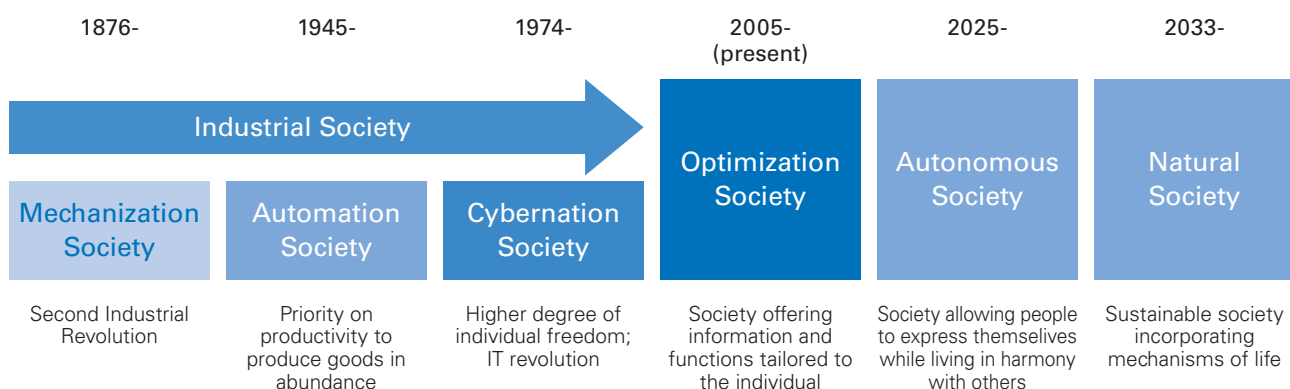 1876-
1945-
1974-
2005-
(present)
2025-
2033-
Industrial Society
Mechanization
Society
Automation
Society
Cybernation
Society
Optimization
Society
Autonomous
Society
Natural
Society
Second Industrial
Revolution
Priority on
productivity to
produce goods in
abundance
Higher degree of
individual freedom;
IT revolution
Society offering
information and
functions tailored to
the individual
Society allowing people
to express themselves
while living in harmony
with others
Sustainable society
incorporating
mechanisms of life